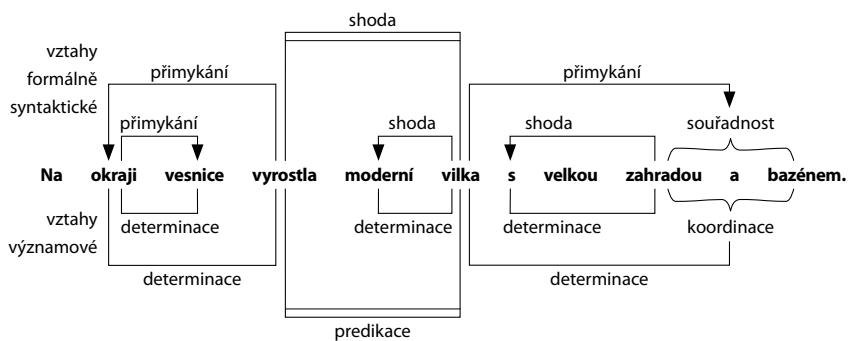 shoda
vztahy
formálně
syntaktické
přimykání
přimykání
přimykání
shoda
shoda
souřadnost
Na okraji vesnice vyrostla moderní vilka s velkou zahradou a bazénem.
vztahy
významové
determinace
determinace
determinace
koordinace
determinace
determinace
predikace